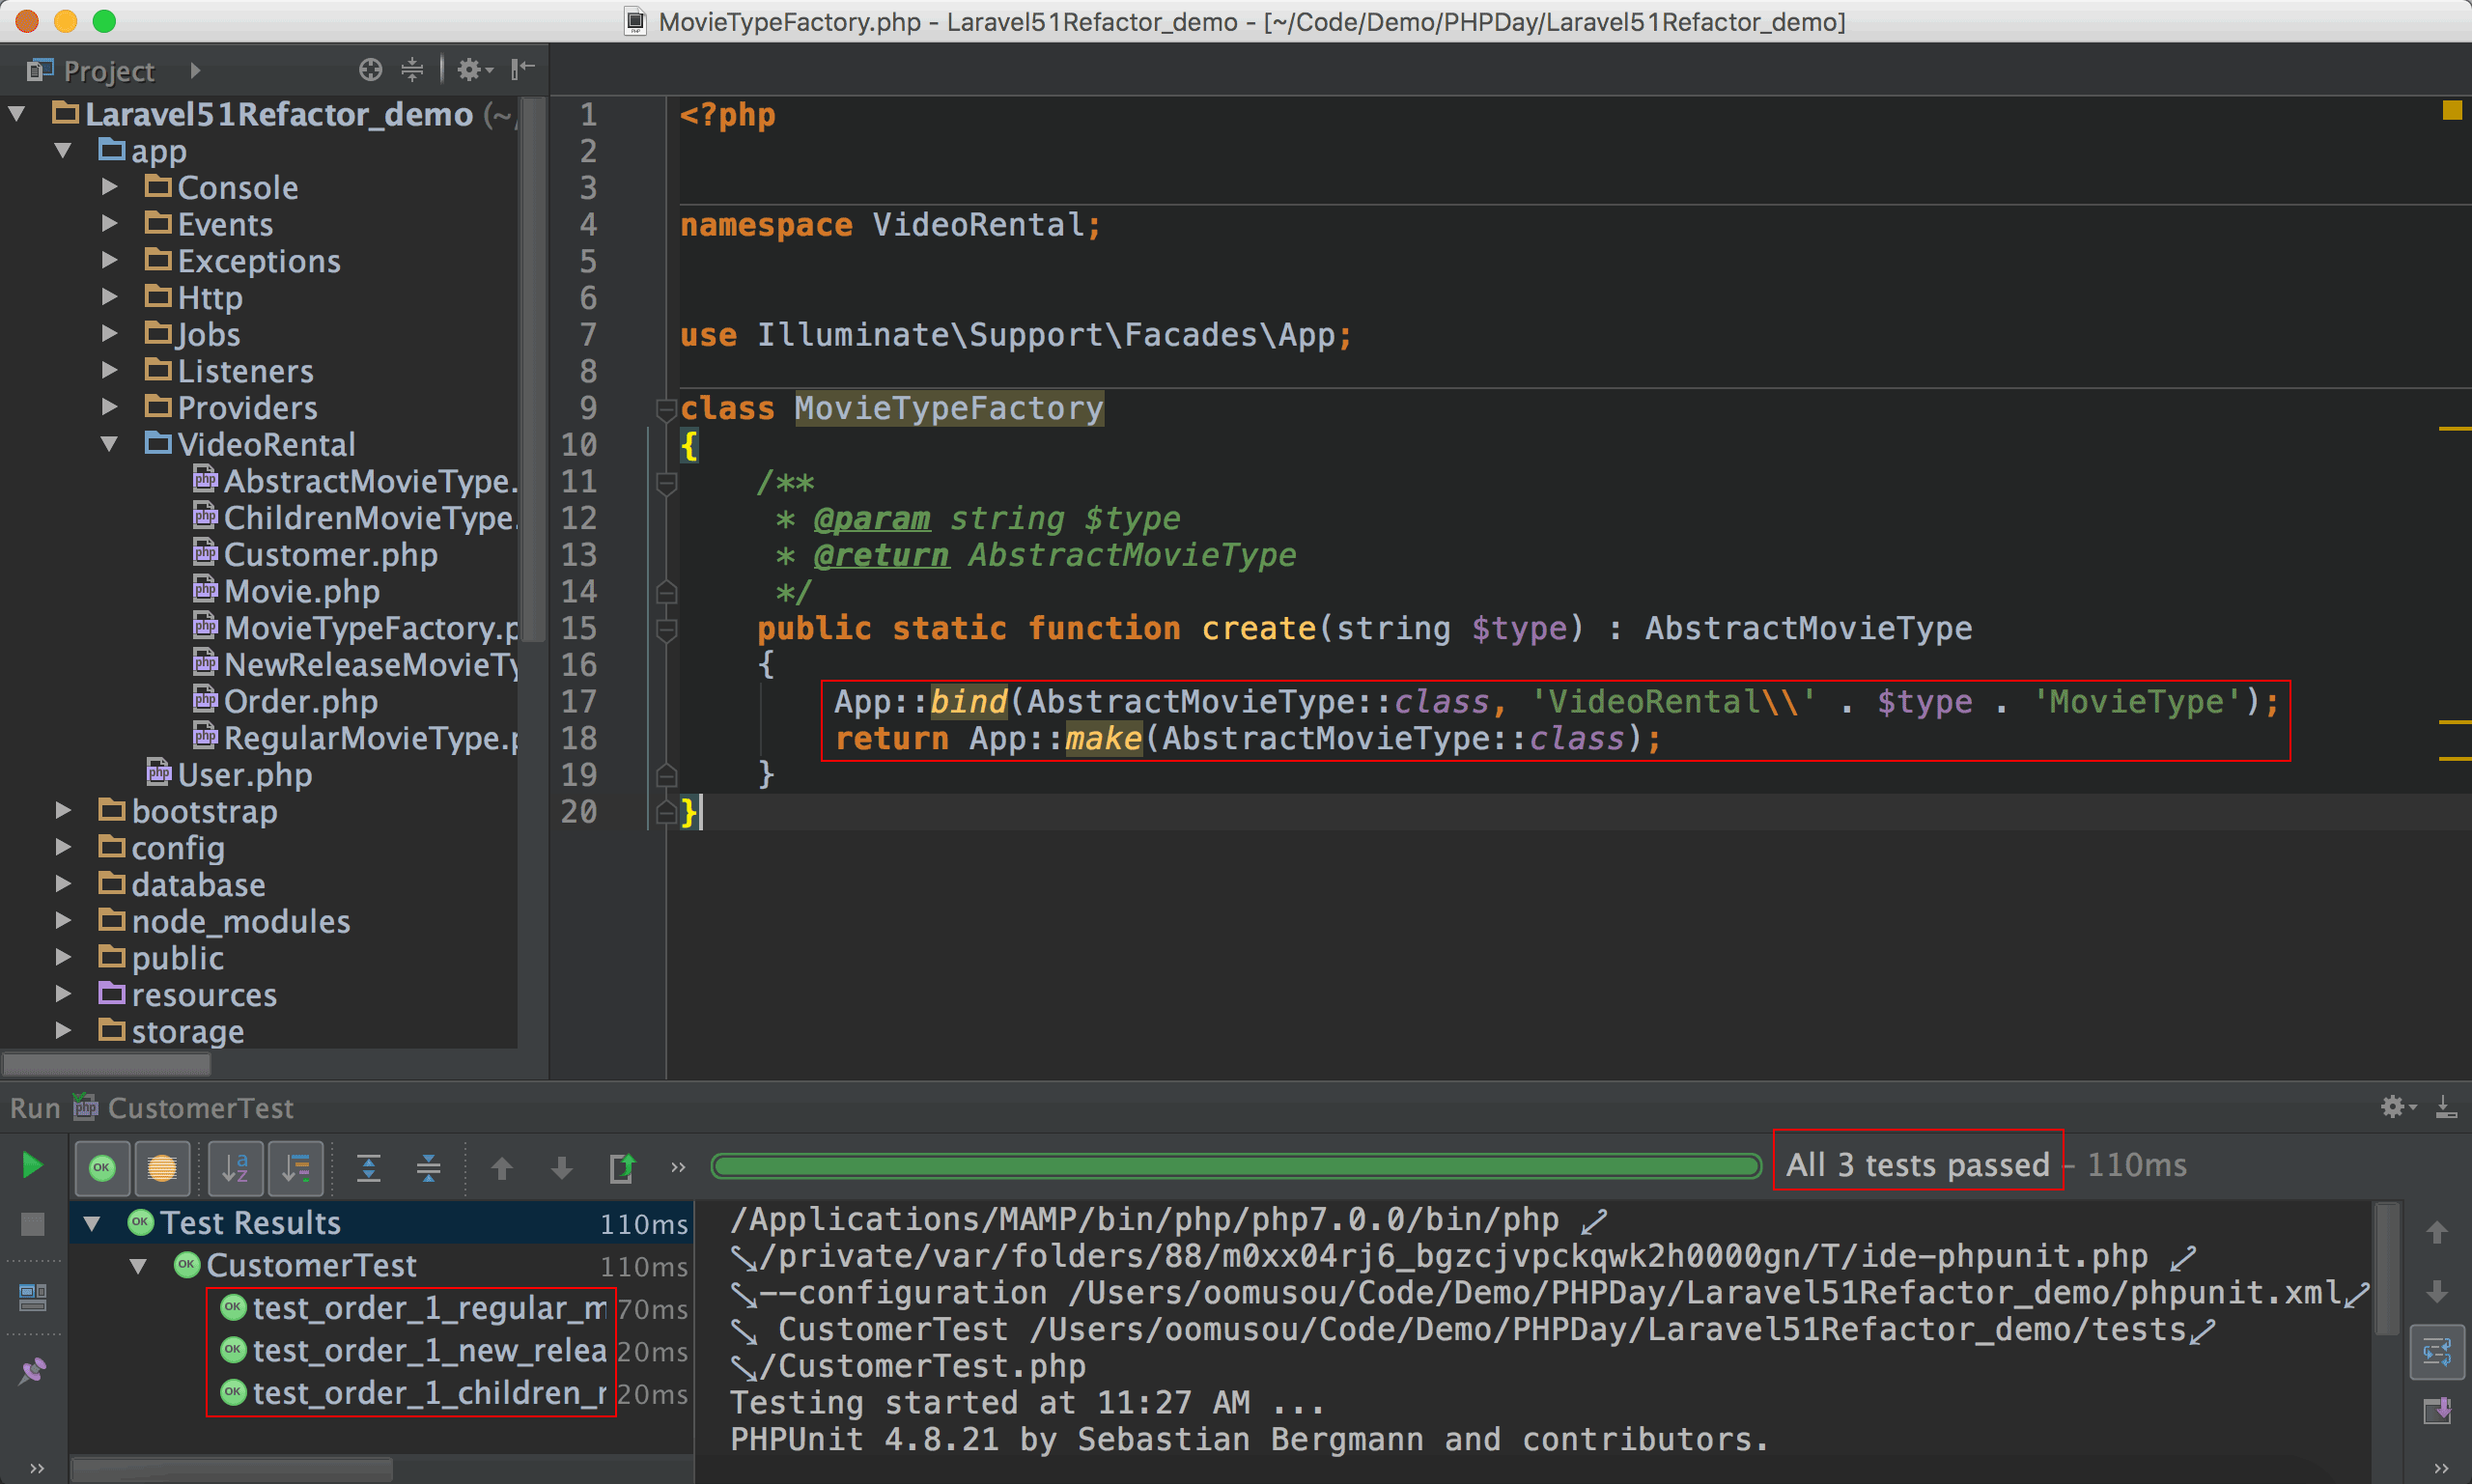 MovieTypeFactory.php - Laravel51Refactor_demo - [~/Code/Demo/PHPDay/Laravel51Refactor_demo]
Project
Laravel51Refactor_demo (~/
app
Console
Events
Exceptions
Http
Jobs
Listeners
Providers
VideoRental
AbstractMovieType.
ChildrenMovieType.
Customer.php
Movie.php
MovieTypeFactory.p
NewReleaseMovieTy
Order.php
RegularMovieType.p
User.php
bootstrap
config
database
node_modules
public
resources
storage
1 <?php
2
3
4 namespace VideoRental;
5
6
7 use Illuminate\Support\Facades\App;
8
9 class MovieTypeFactory
10 {
11 /**
12 * @param string $type
13 * @return AbstractMovieType
14 */
15 public static function create(string $type) : AbstractMovieType
16 {
17 App::bind(AbstractMovieType::class, 'VideoRental\\' . $type . 'MovieType');
18 return App::make(AbstractMovieType::class);
19 }
20 }
Run CustomerTest
All 3 tests passed – 110ms
Test Results 110ms
CustomerTest 110ms
test_order_1_regular_m 70ms
test_order_1_new_relea 20ms
test_order_1_children_r 20ms
/Applications/MAMP/bin/php/php7.0.0/bin/php
/private/var/folders/88/m0xx04rj6_bgzcjvpckqwk2h0000gn/T/ide-phpunit.php
--configuration /Users/oomusou/Code/Demo/PHPDay/Laravel51Refactor_demo/phpunit.xml
CustomerTest /Users/oomusou/Code/Demo/PHPDay/Laravel51Refactor_demo/tests
/CustomerTest.php
Testing started at 11:27 AM ...
PHPUnit 4.8.21 by Sebastian Bergmann and contributors.